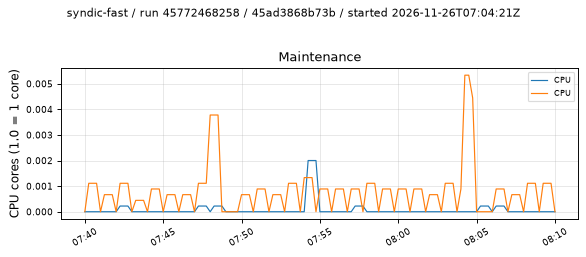 syndic-fast / run 45772468258 / 45ad3868b73b / started 2026-11-26T07:04:21Z
Maintenance
CPU cores (1.0 = 1 core)
0.005
0.004
0.003
0.002
0.001
0.000
CPU
CPU
07:40
07:45
07:50
07:55
08:00
08:05
08:10